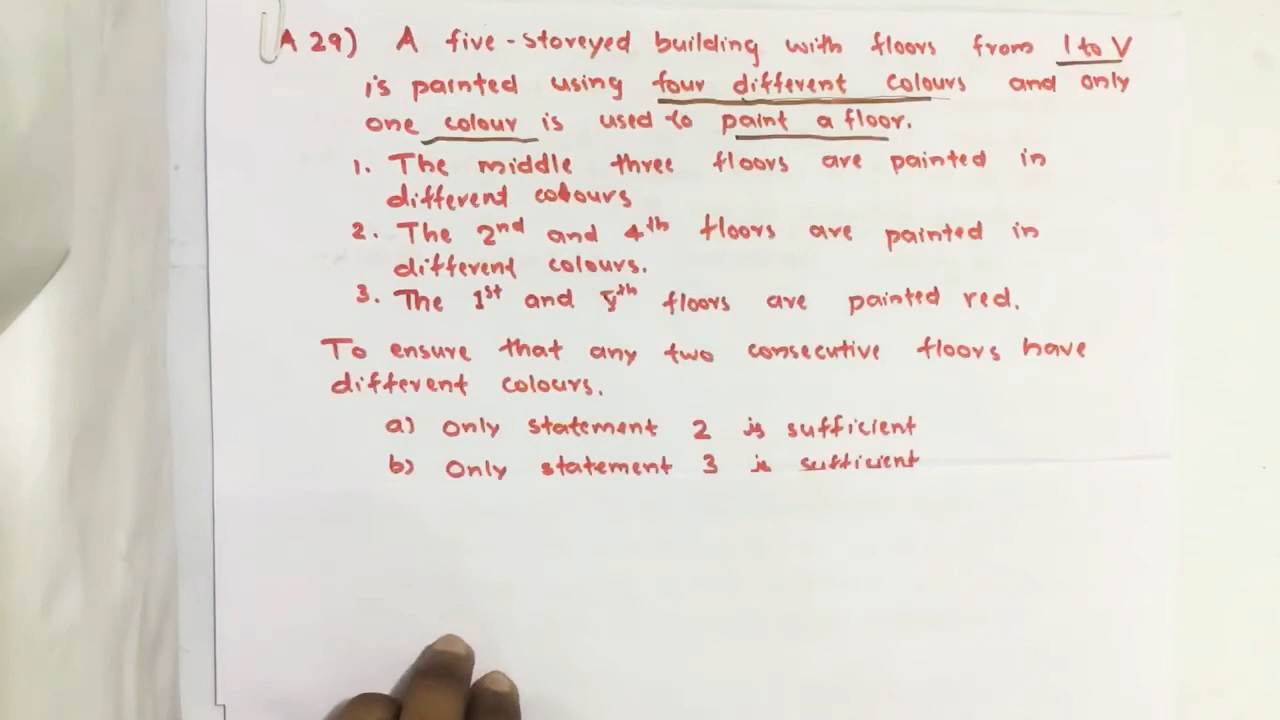 A 29) A five-storeyed building with floors from I to V
is painted using four different colours and only
one colour is used to paint a floor.
1. The middle three floors are painted in
different colours
2. The 2nd and 4th floors are painted in
different colours.
3. The 1st and 5th floors are painted red.
To ensure that any two consecutive floors have
different colours.
a) Only statement 2 is sufficient
b) Only statement 3 is sufficient